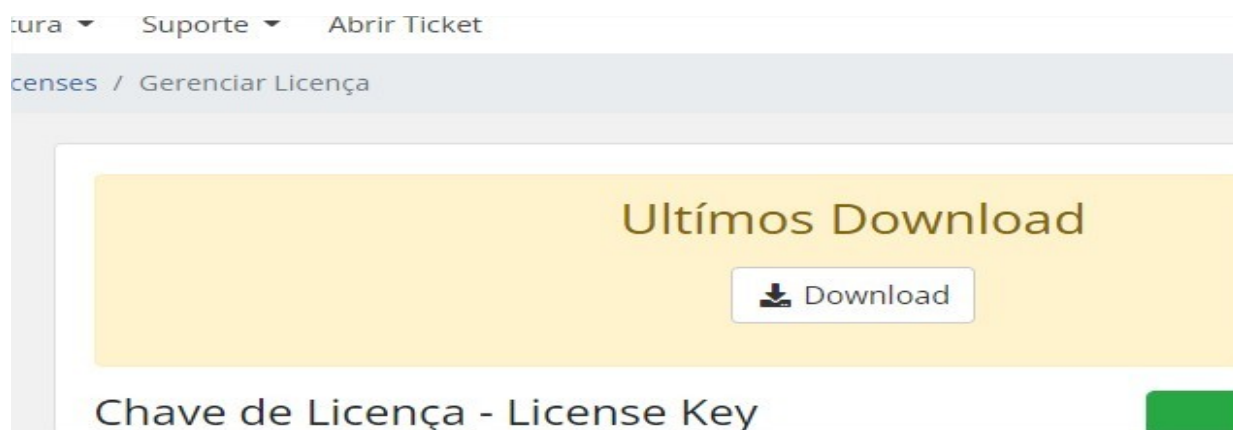 tura Suporte Abrir Ticket
censes / Gerenciar Licença
Ultímos Download
Download
Chave de Licença - License Key